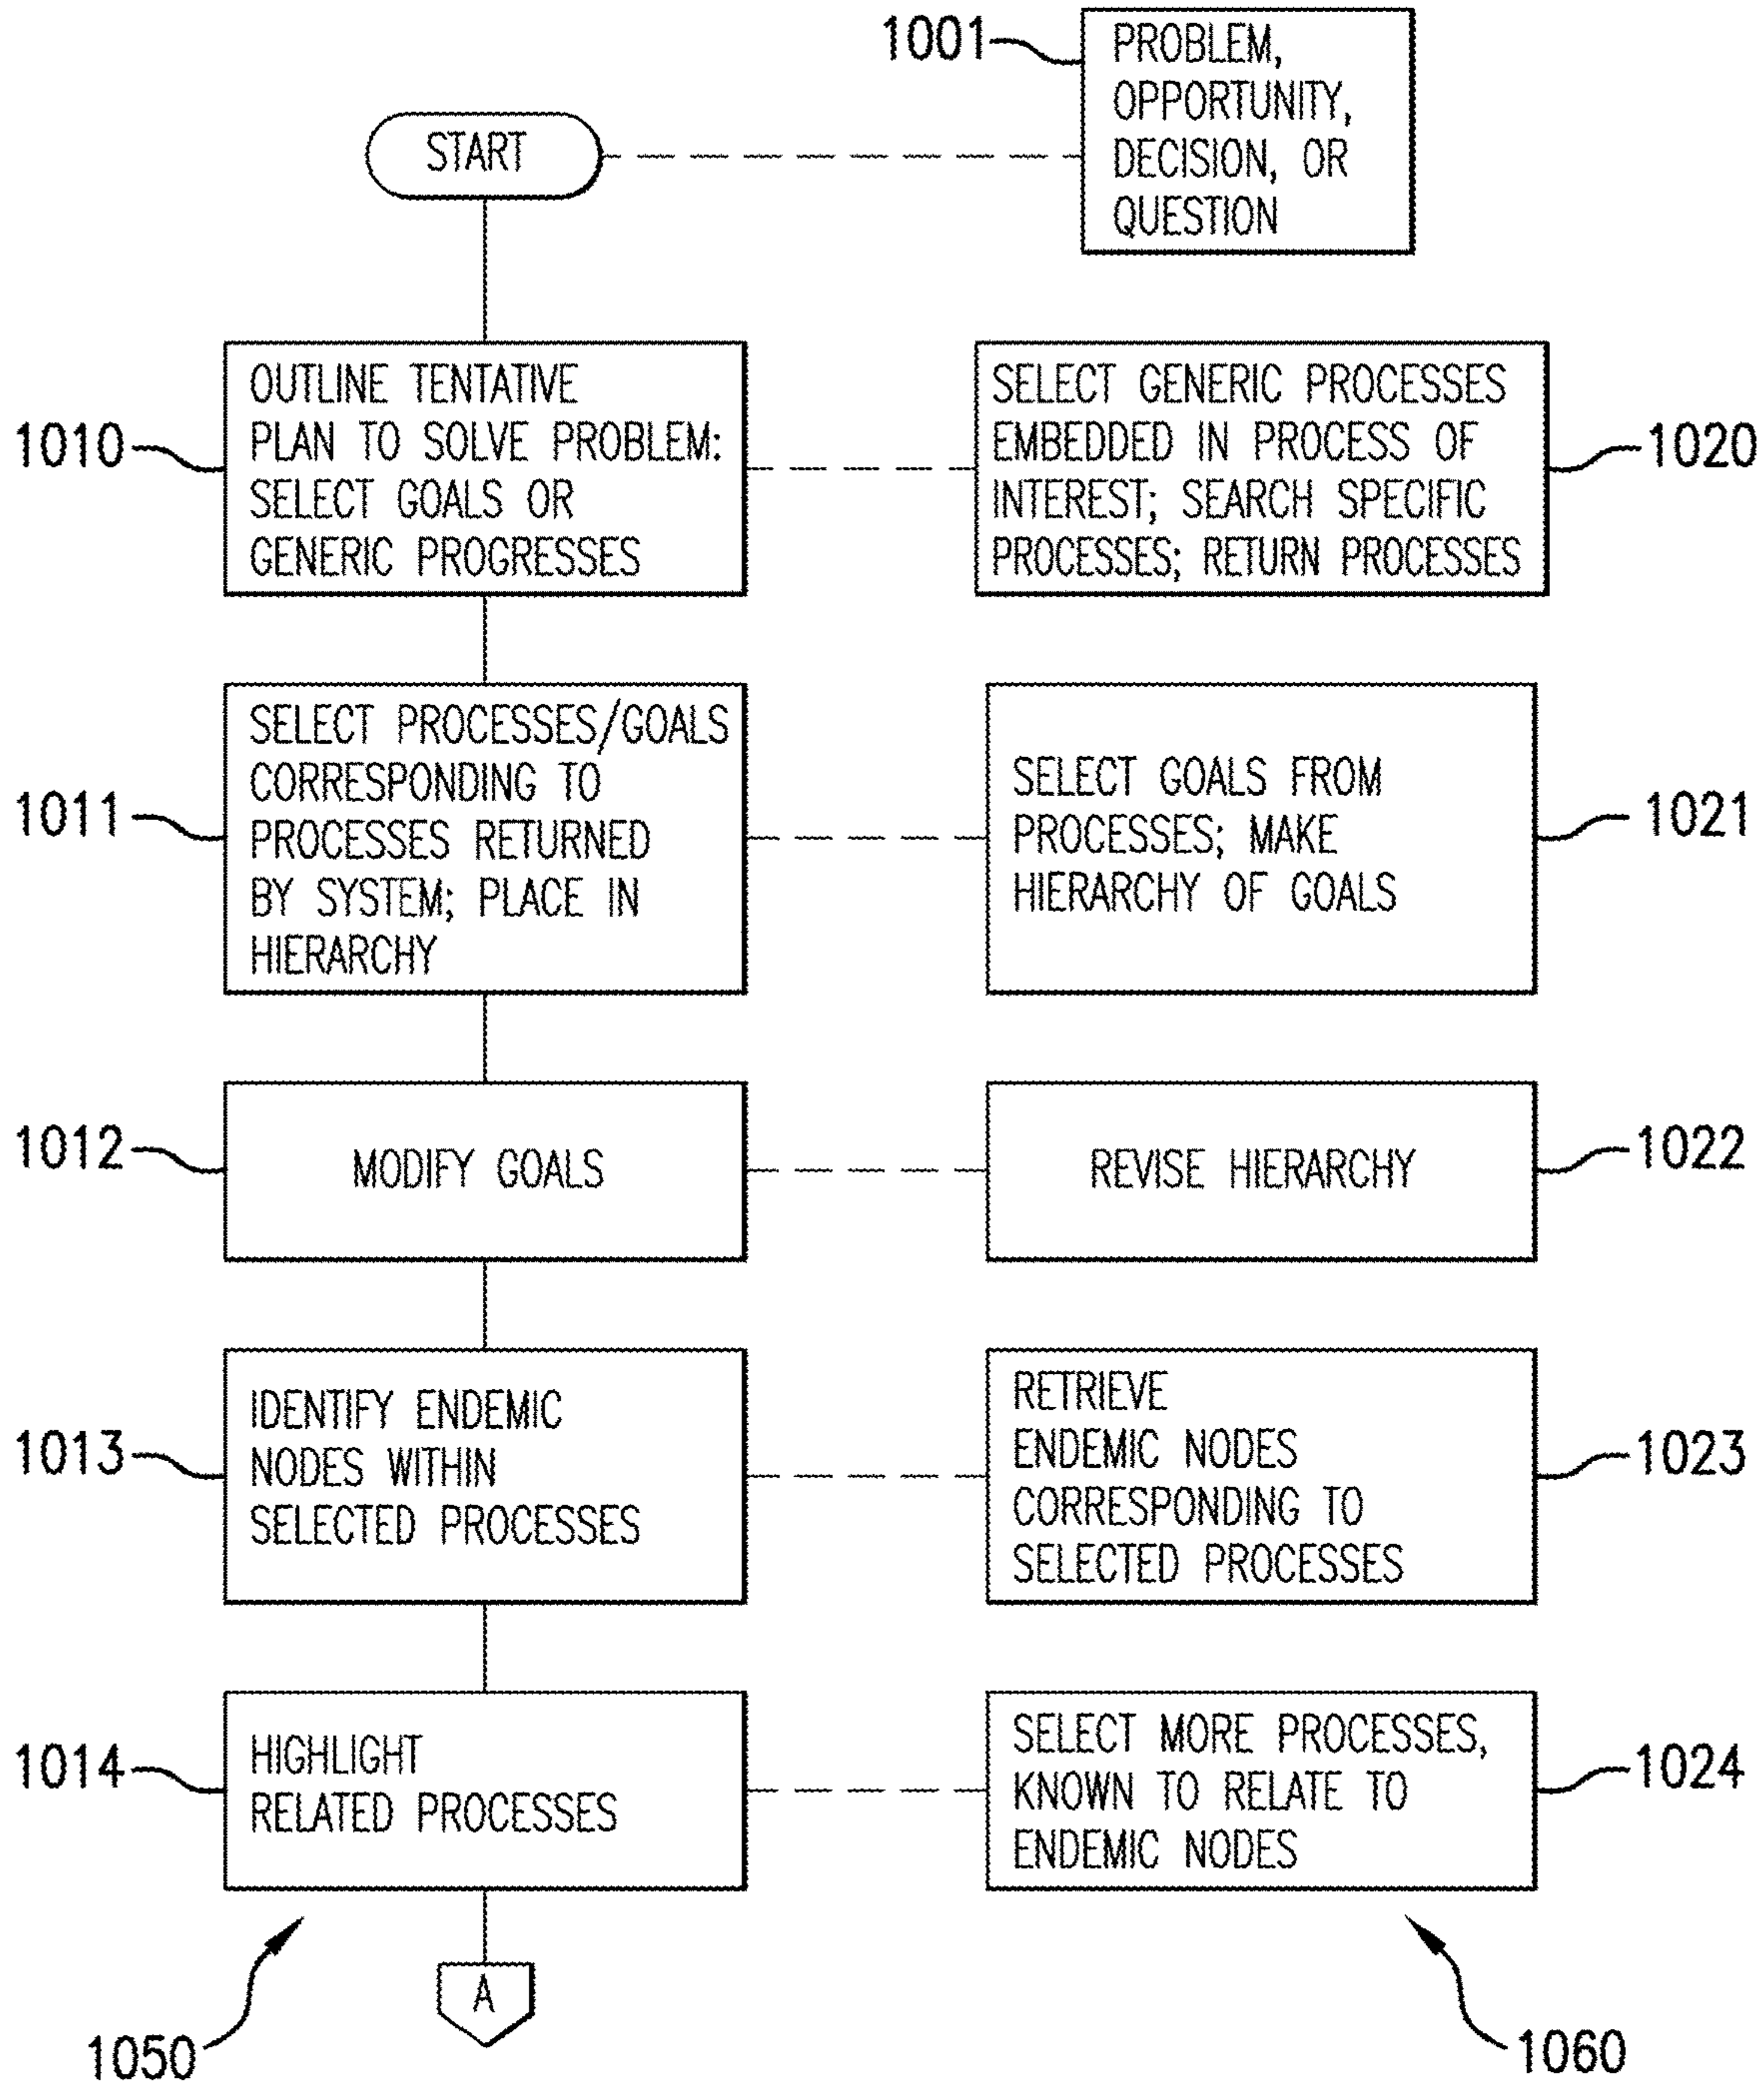 1001
PROBLEM,
OPPORTUNITY,
DECISION, OR
QUESTION
START
1010
OUTLINE TENTATIVE
PLAN TO SOLVE PROBLEM:
SELECT GOALS OR
GENERIC PROGRESSES
SELECT GENERIC PROCESSES
EMBEDDED IN PROCESS OF
INTEREST; SEARCH SPECIFIC
PROCESSES; RETURN PROCESSES
1020
1011
SELECT PROCESSES/GOALS
CORRESPONDING TO
PROCESSES RETURNED
BY SYSTEM; PLACE IN
HIERARCHY
SELECT GOALS FROM
PROCESSES; MAKE
HIERARCHY OF GOALS
1021
1012
MODIFY GOALS
REVISE HIERARCHY
1022
1013
IDENTIFY ENDEMIC
NODES WITHIN
SELECTED PROCESSES
RETRIEVE
ENDEMIC NODES
CORRESPONDING TO
SELECTED PROCESSES
1023
1014
HIGHLIGHT
RELATED PROCESSES
SELECT MORE PROCESSES,
KNOWN TO RELATE TO
ENDEMIC NODES
1024
A
1050
1060